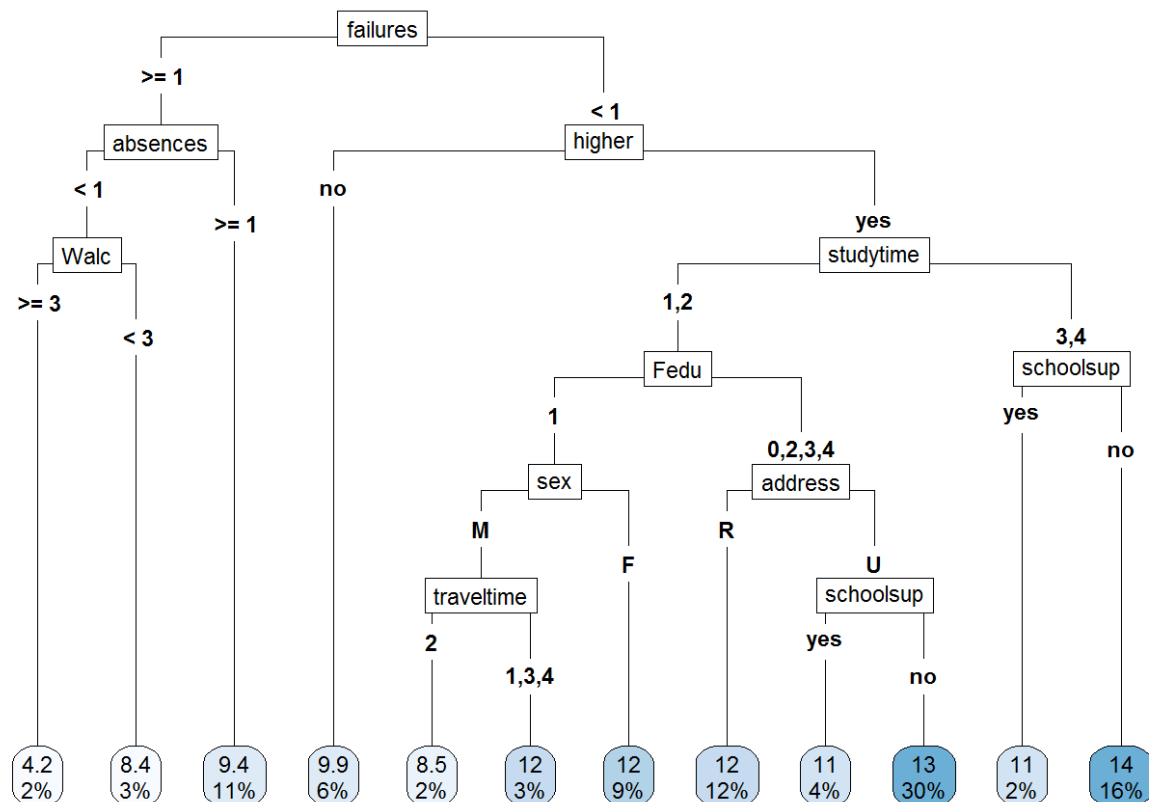 failures
>= 1
< 1
absences
higher
< 1
>= 1
no
yes
Walc
studytime
>= 3
< 3
1,2
3,4
Fedu
schoolsup
1
0,2,3,4
yes
no
sex
address
M
F
R
U
traveltime
schoolsup
2
1,3,4
yes
no
4.2
2%
8.4
3%
9.4
11%
9.9
6%
8.5
2%
12
3%
12
9%
12
12%
11
4%
13
30%
11
2%
14
16%